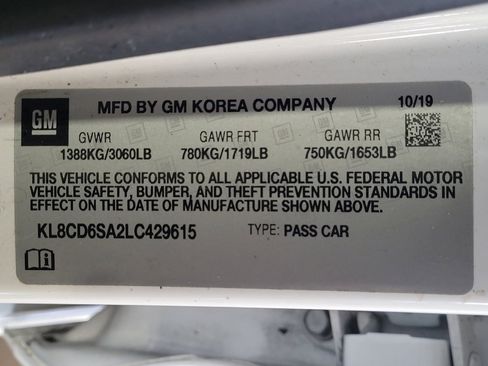 GM MFD BY GM KOREA COMPANY 10/19
GVWR GAWR FRT GAWR RR
1388KG/3060LB 780KG/1719LB 750KG/1653LB
THIS VEHICLE CONFORMS TO ALL APPLICABLE U.S. FEDERAL MOTOR
VEHICLE SAFETY, BUMPER, AND THEFT PREVENTION STANDARDS IN
EFFECT ON THE DATE OF MANUFACTURE SHOWN ABOVE.
KL8CD6SA2LC429615 TYPE: PASS CAR